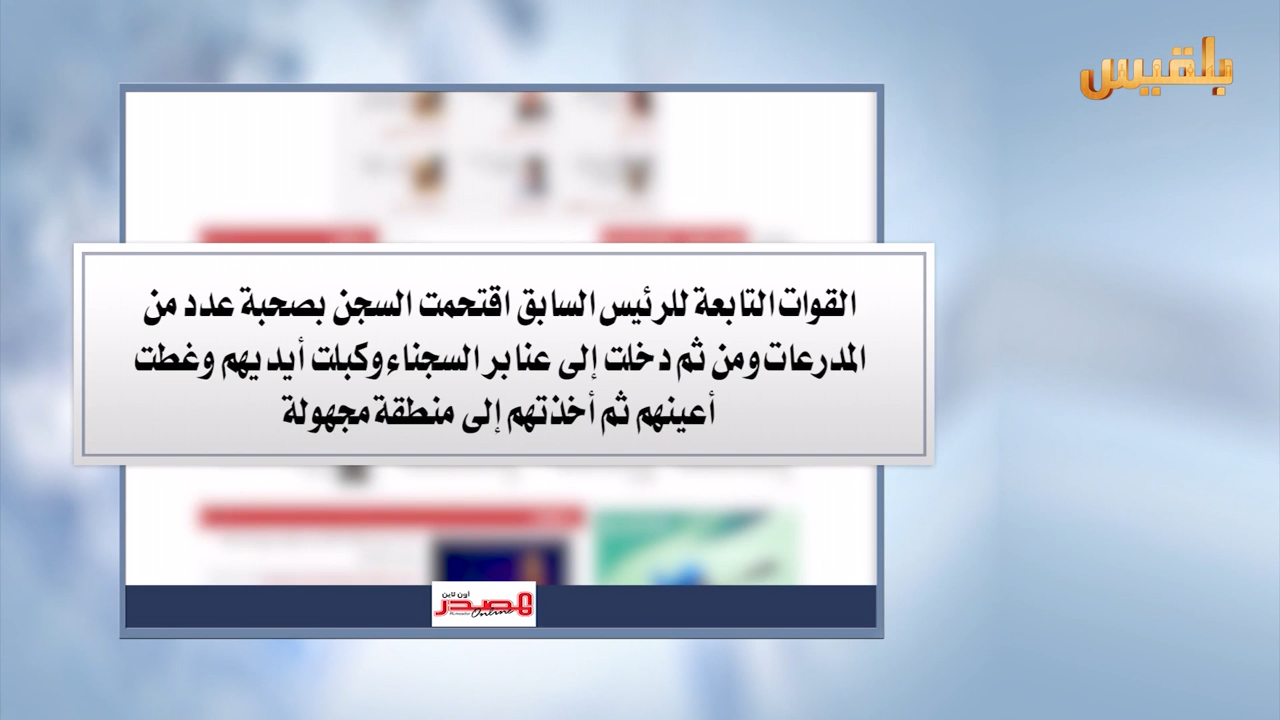 بلقيس
القوات التابعة للرئيس السابق اقتحمت السجن بصحبة عدد من
المدرعات ومن ثم دخلت إلى عنابر السجناء وكبلت أيديهم وغطت
أعينهم ثم أخذتهم إلى منطقة مجهولة
أون لاين
المصدر
Online